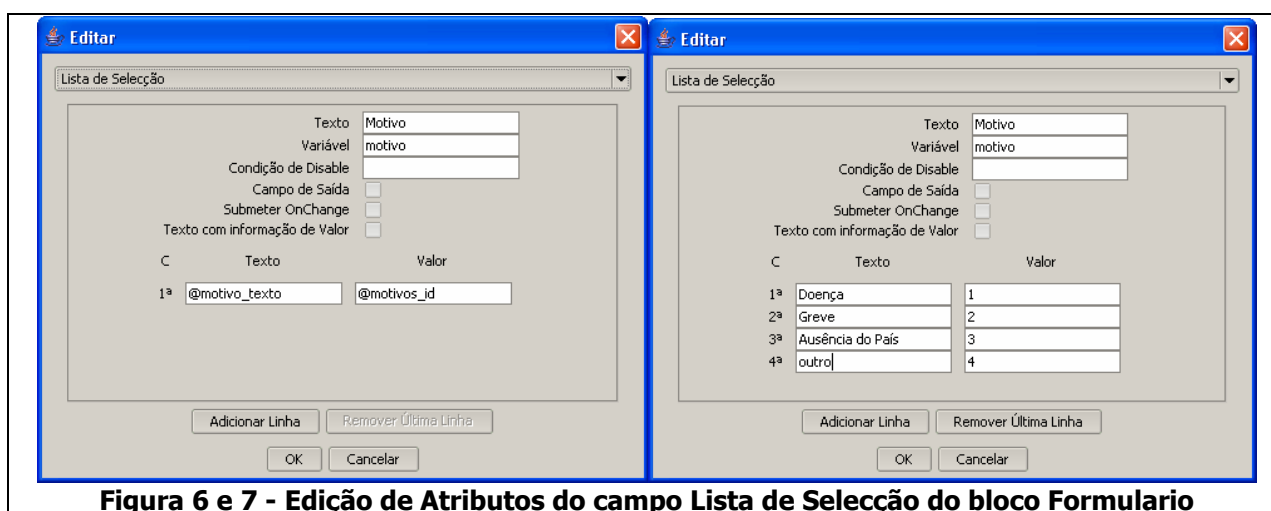 Editar
Lista de Selecção
Texto Motivo
Variável motivo
Condição de Disable
Campo de Saída
Submeter OnChange
Texto com informação de Valor
C Texto Valor
1ª @motivo_texto @motivos_id
Adicionar Linha Remover Última Linha
OK Cancelar
Editar
Lista de Selecção
Texto Motivo
Variável motivo
Condição de Disable
Campo de Saída
Submeter OnChange
Texto com informação de Valor
C Texto Valor
1ª Doença 1
2ª Greve 2
3ª Ausência do País 3
4ª outro 4
Adicionar Linha Remover Última Linha
OK Cancelar
Figura 6 e 7 - Edição de Atributos do campo Lista de Selecção do bloco Formulario